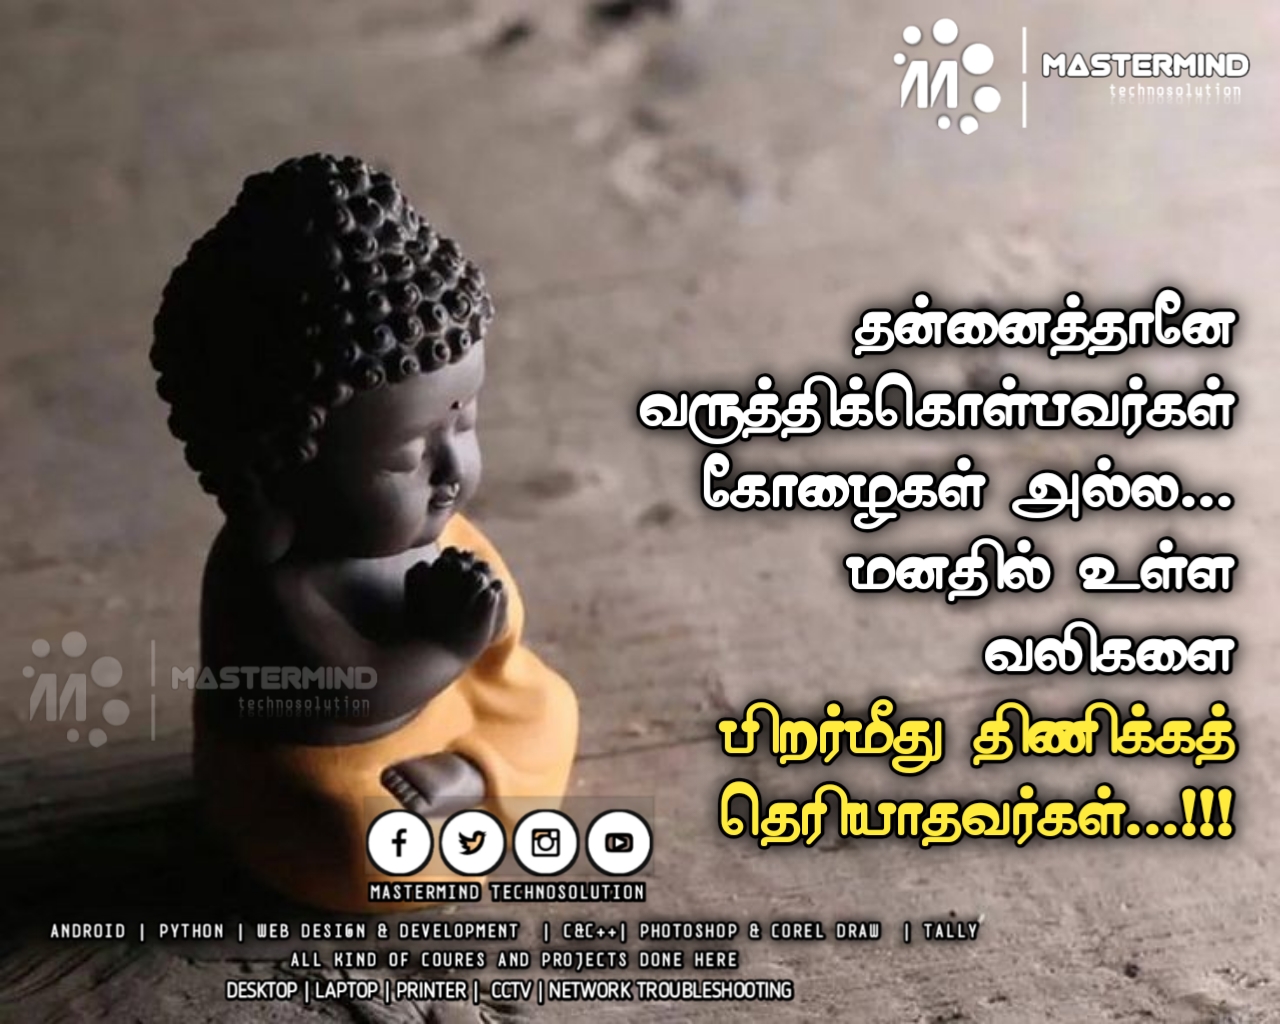 MASTERMIND
technosolution
தன்னைத்தானே
வருத்திக்கொள்பவர்கள்
கோழைகள் அல்ல...
மனதில் உள்ள
வலிகளை
பிறர்மீது திணிக்கத்
தெரியாதவர்கள்...!!!
MASTERMIND
technosolution
MASTERMIND TECHNOSOLUTION
ANDROID | PYTHON | WEB DESIGN & DEVELOPMENT | C&C++| PHOTOSHOP & COREL DRAW | TALLY
ALL KIND OF COURES AND PROJECTS DONE HERE
DESKTOP | LAPTOP | PRINTER | CCTV | NETWORK TROUBLESHOOTING